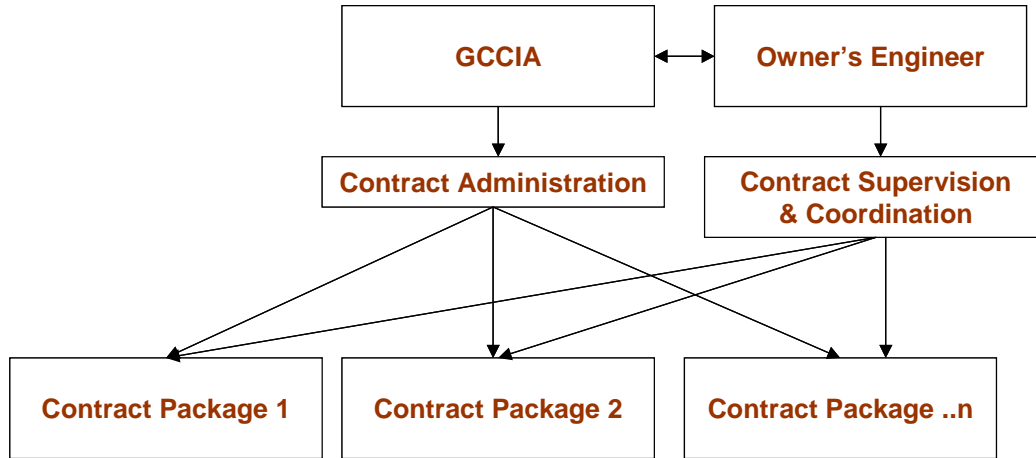 GCCIA
Owner’s Engineer
Contract Administration
Contract Supervision
& Coordination
Contract Package 1
Contract Package 2
Contract Package ..n